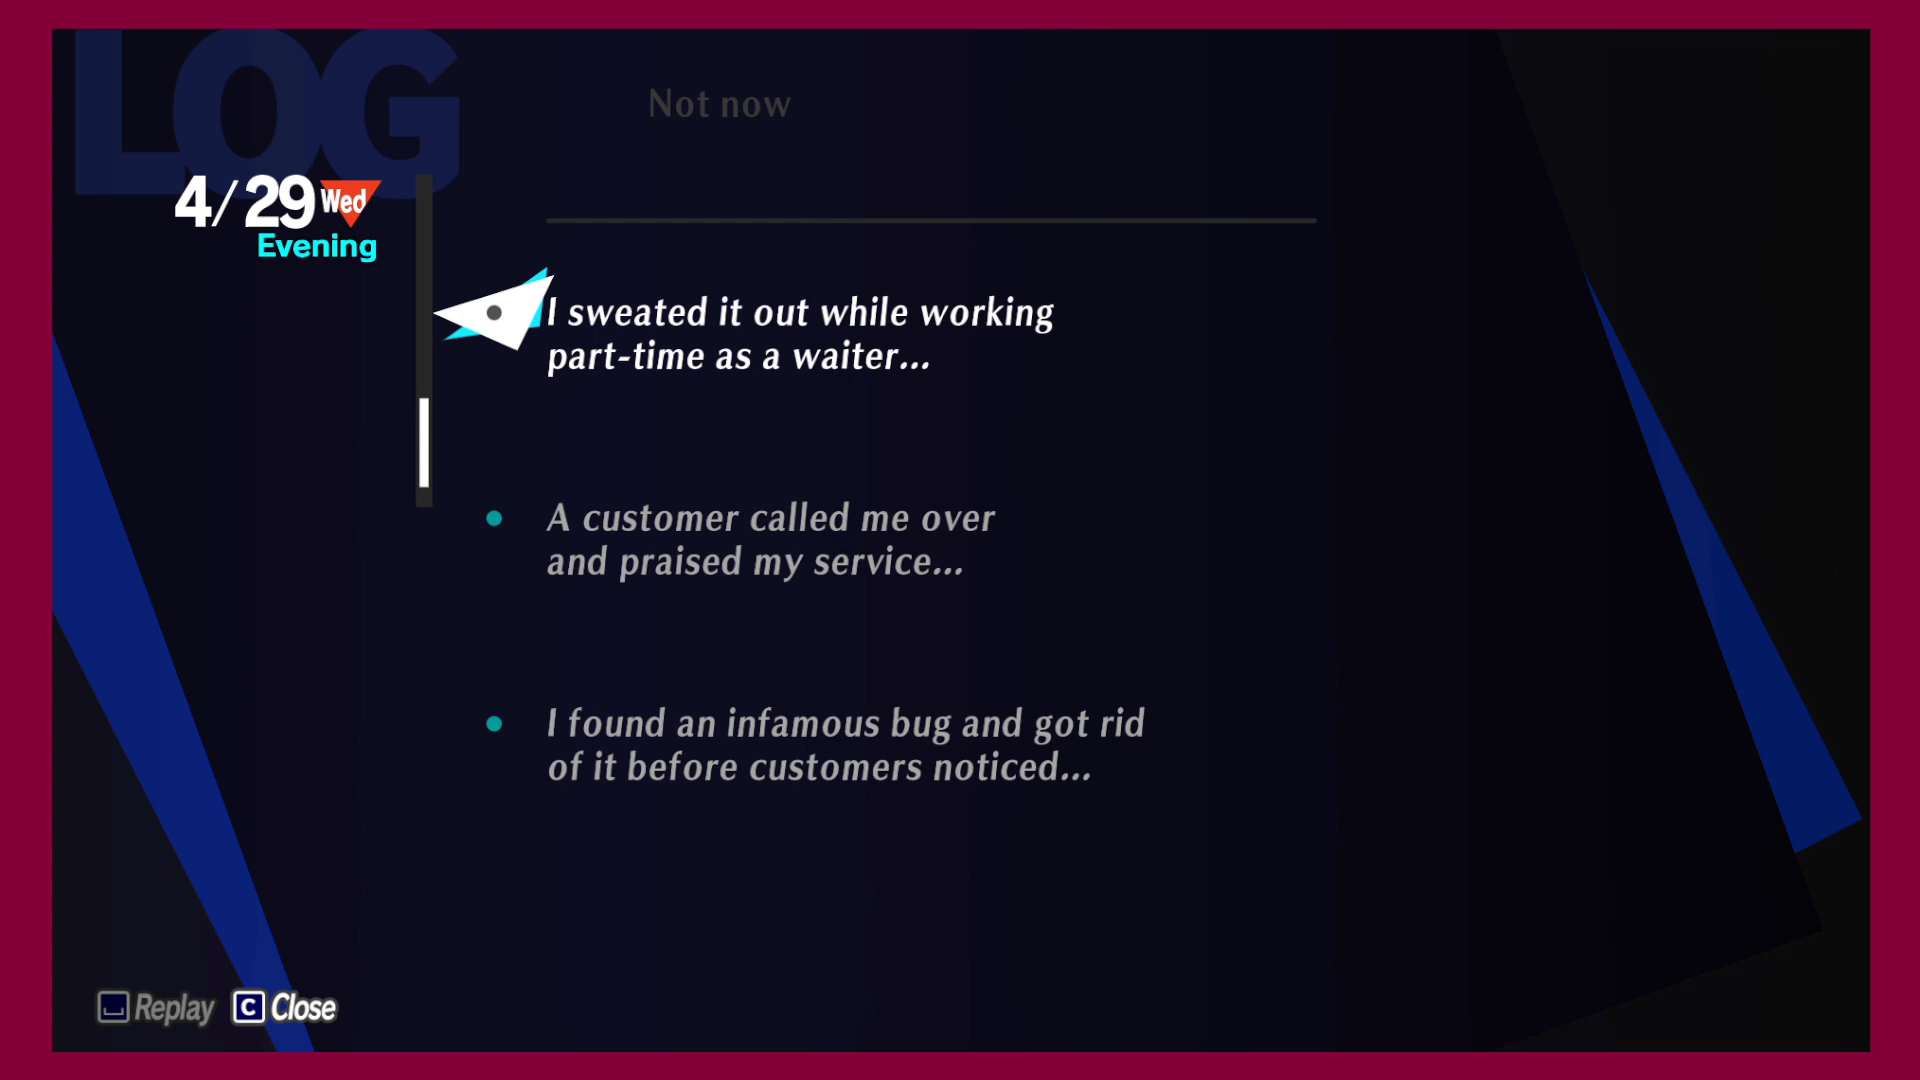 LOG
Not now
4/29 Wed
Evening
I sweated it out while working
part-time as a waiter...
A customer called me over
and praised my service...
I found an infamous bug and got rid
of it before customers noticed...
Replay C Close